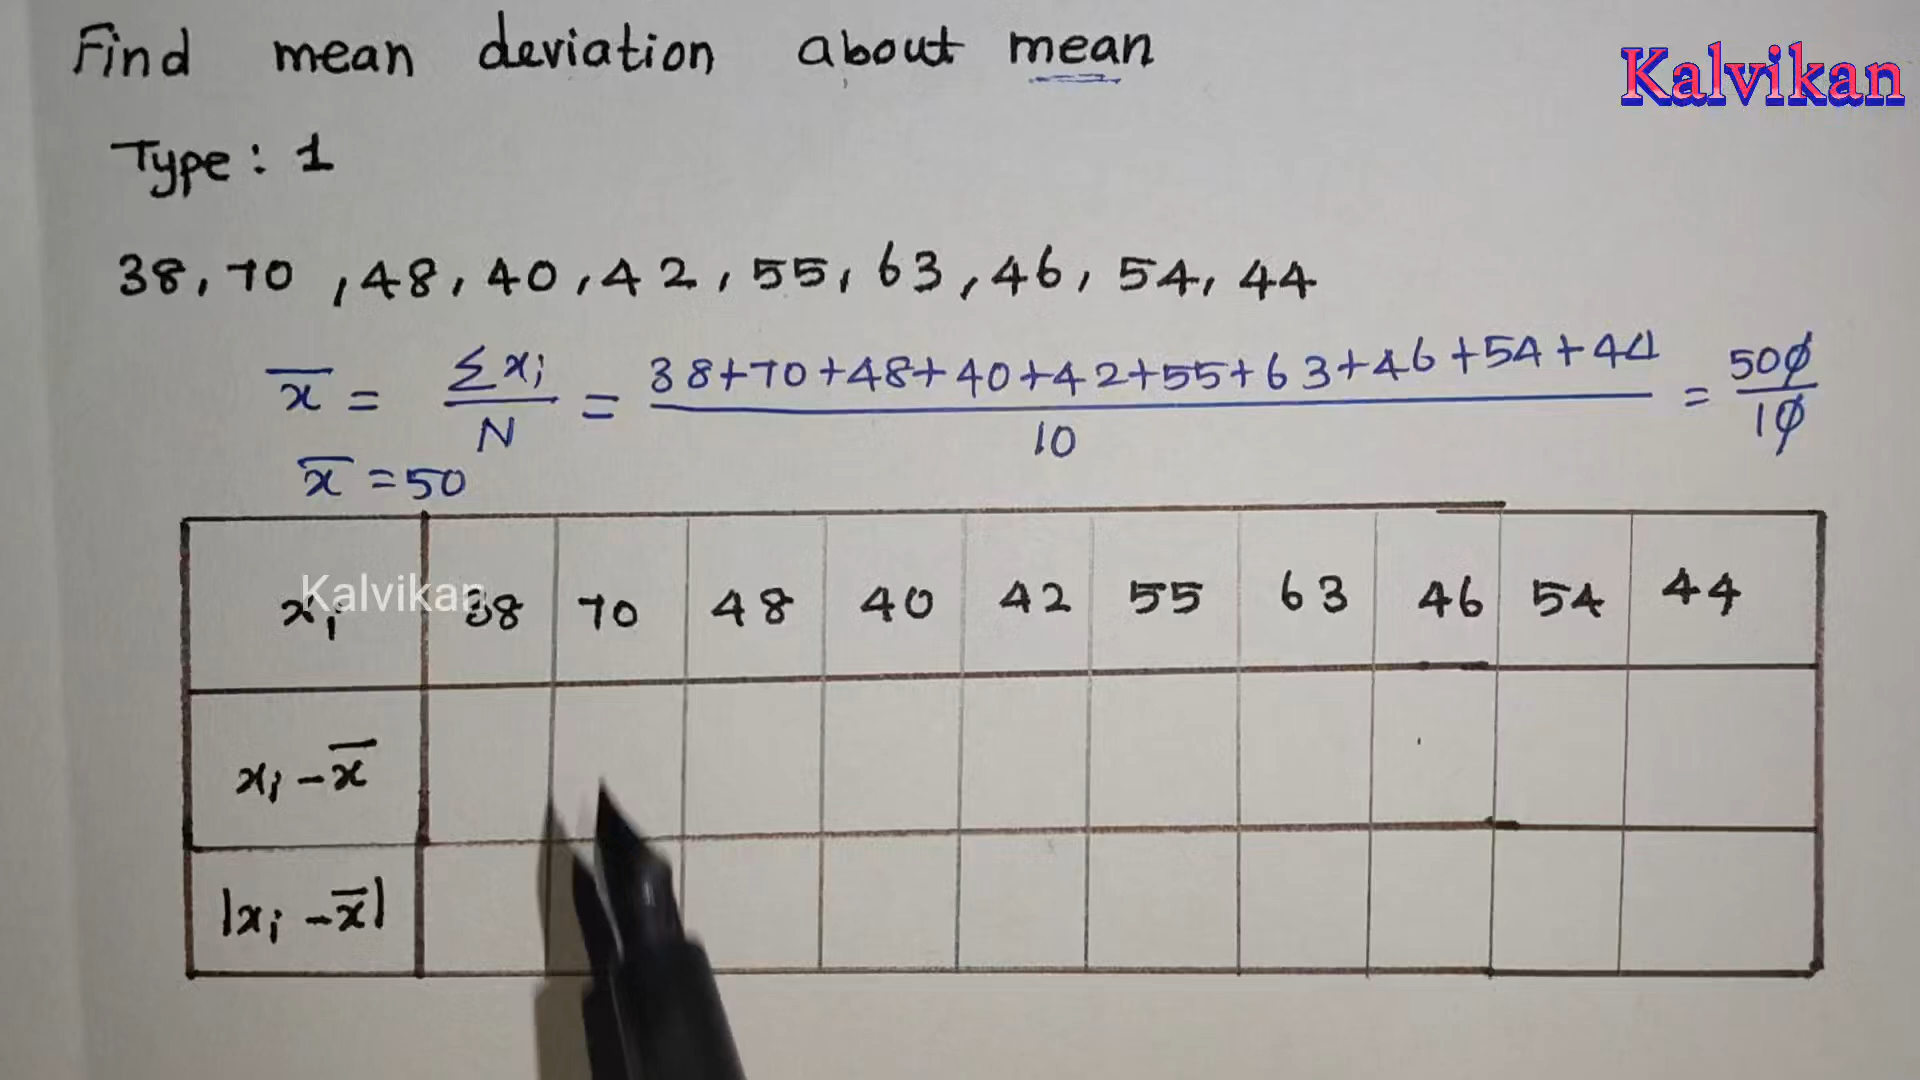 Find mean deviation about mean
Kalvikan
Type: 1
38, 70, 48, 40, 42, 55, 63, 46, 54, 44
x̄ = Σxi/N = 38+70+48+40+42+55+63+46+54+44/10 = 500/10
x̄ = 50
Kalvikan
xi 38 70 48 40 42 55 63 46 54 44
xi - x̄
|xi - x̄|